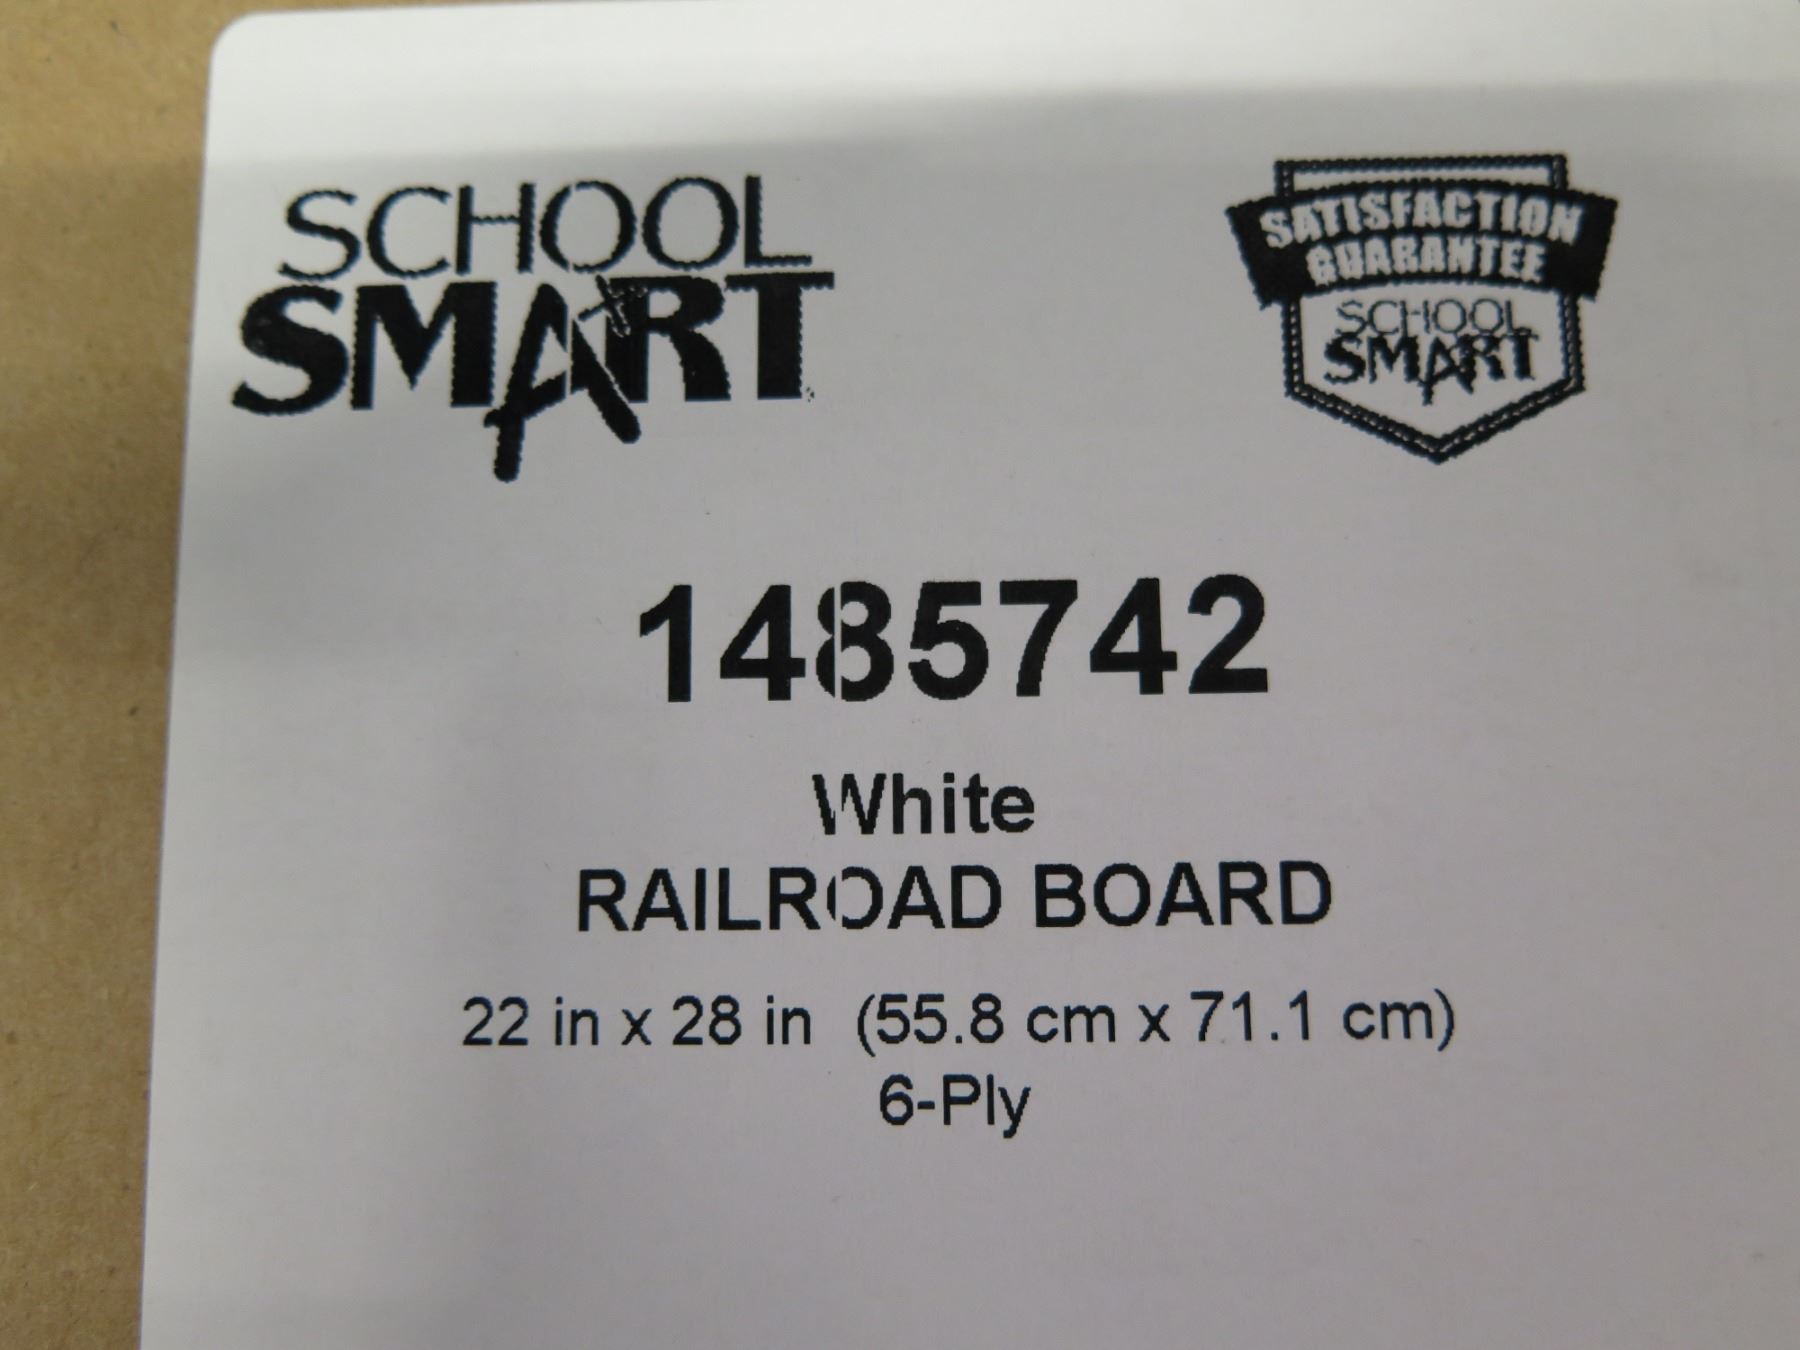 SCHOOL
SMART
SATISFACTION
GUARANTEE
SCHOOL
SMART
1485742
White
RAILROAD BOARD
22 in x 28 in (55.8 cm x 71.1 cm)
6-Ply